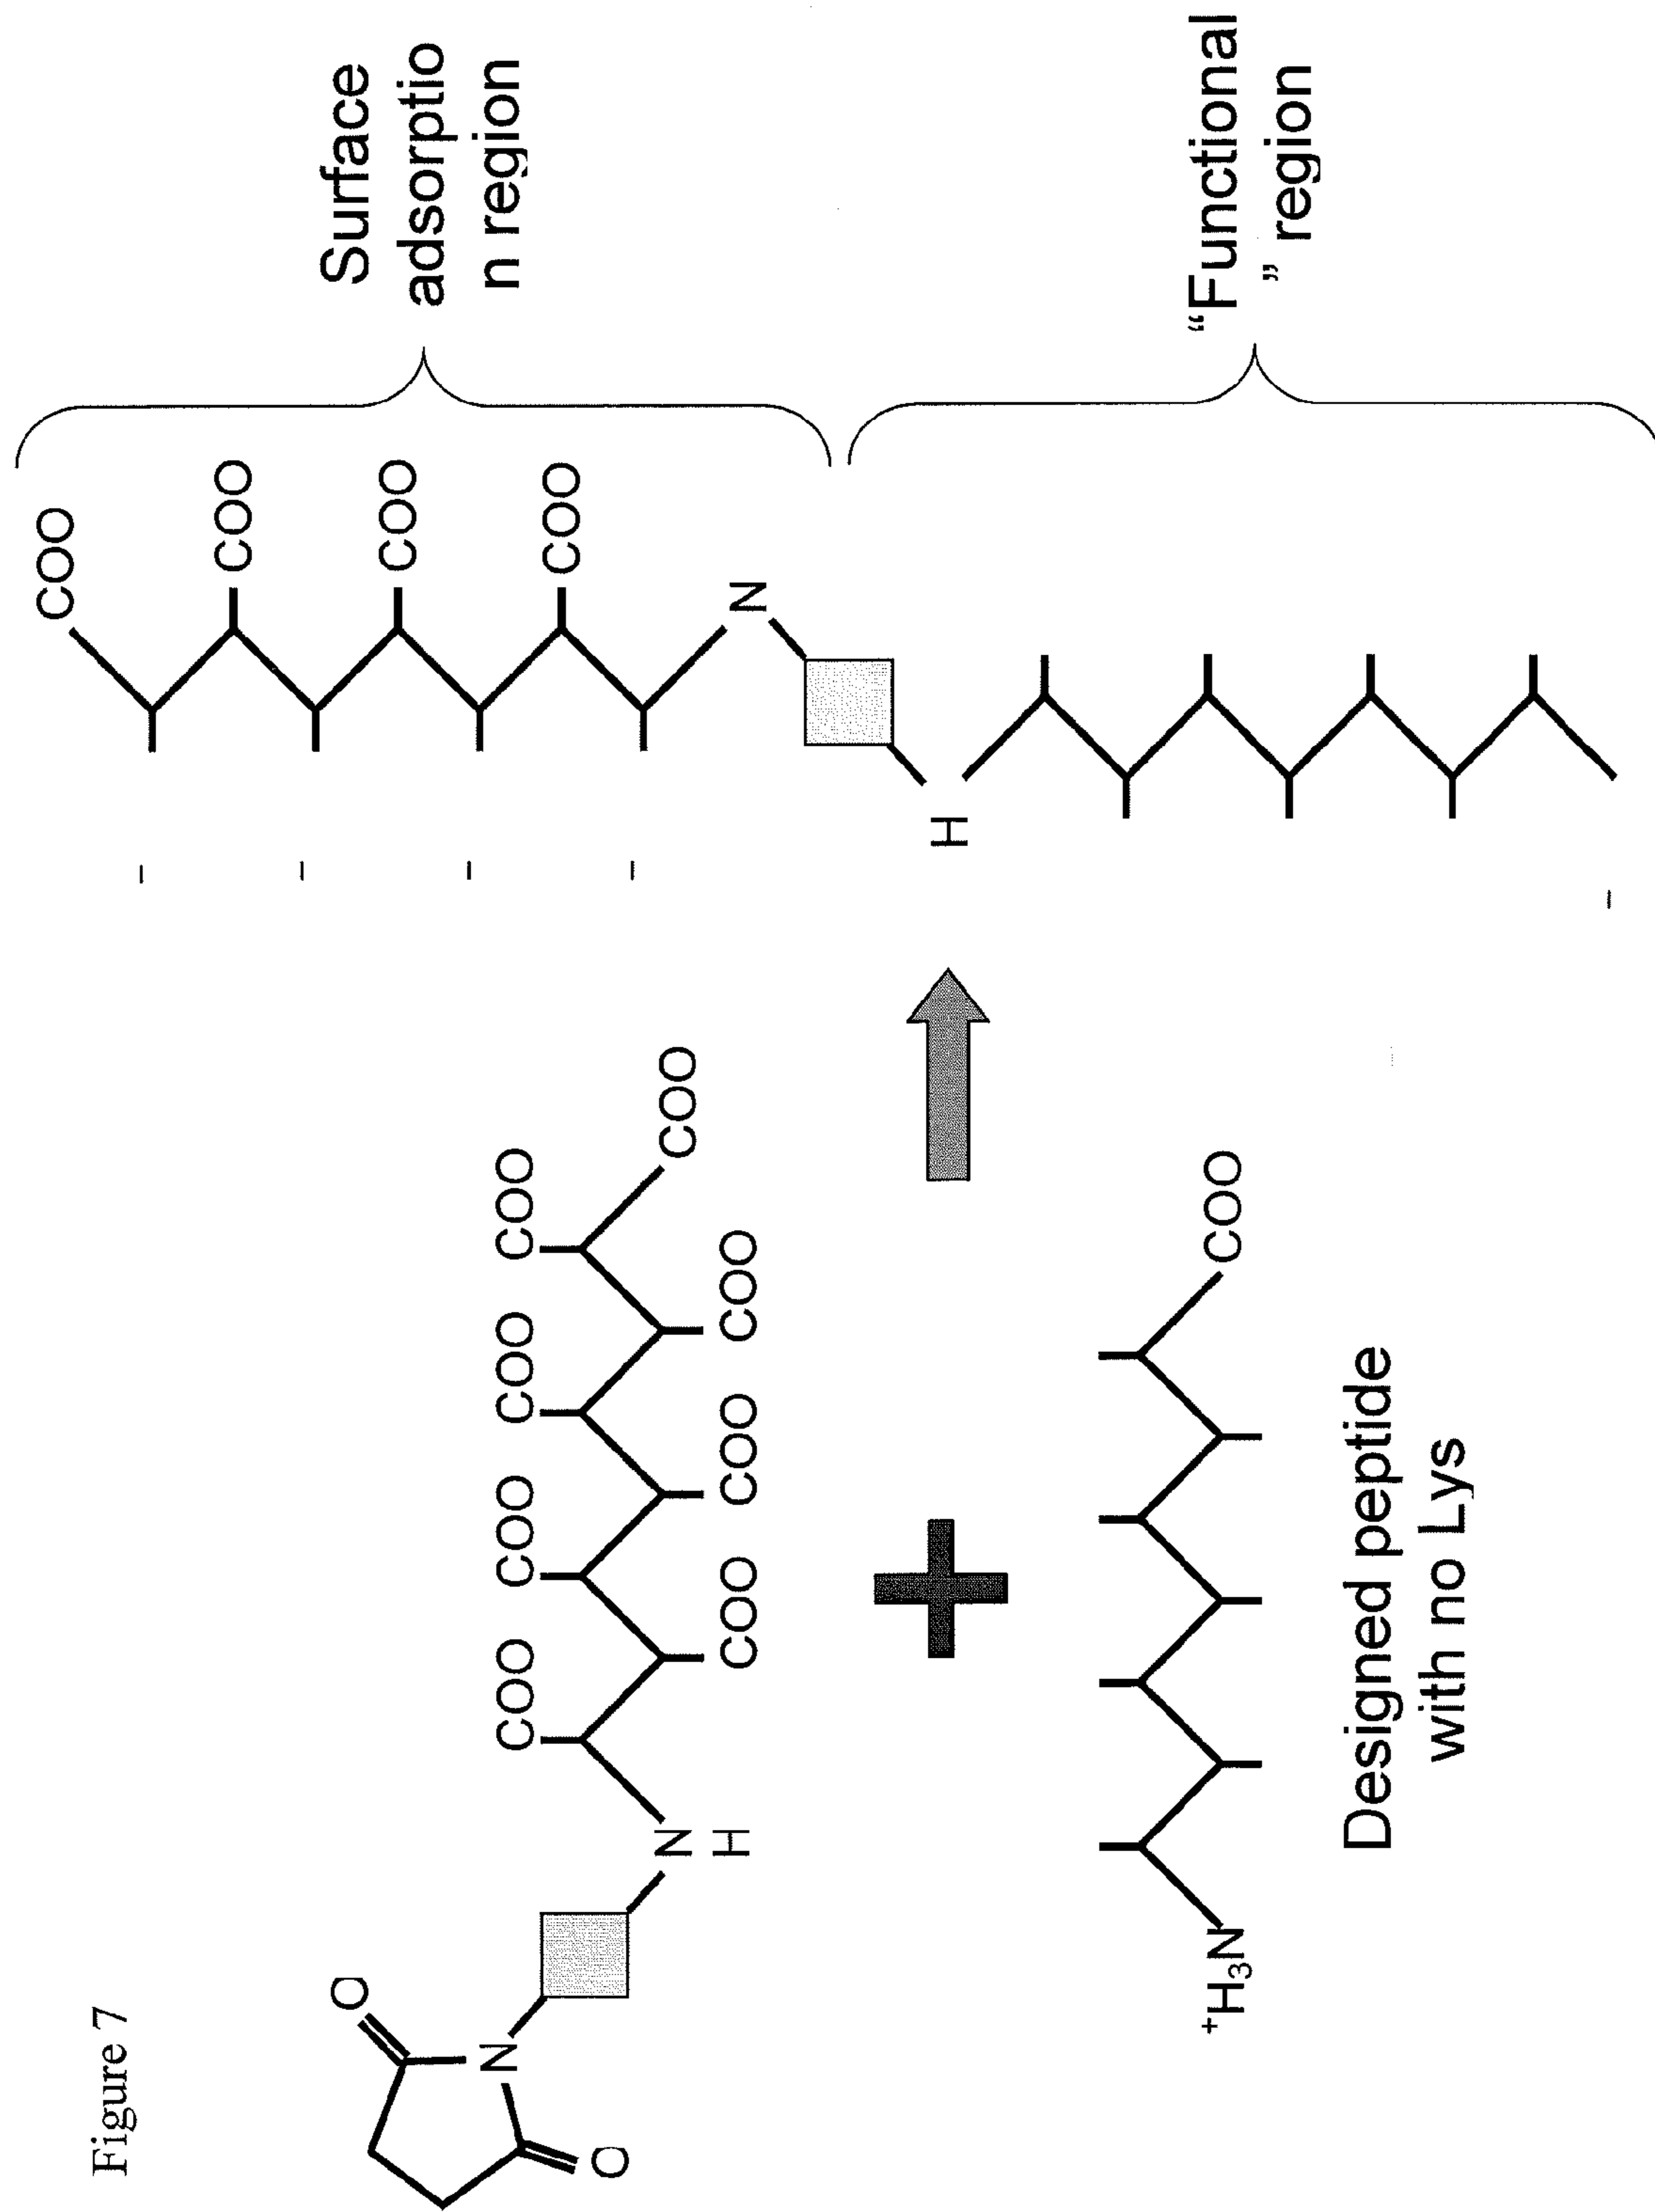 Figure 7
O
N
COO COO COO COO
O
N COO
H COO COO COO
+
⁺H₃N COO
Designed peptide
with no Lys
COO
–
COO
–
COO
–
COO
–
N
H
–
Surface
adsorptio
n region
“Functional
” region